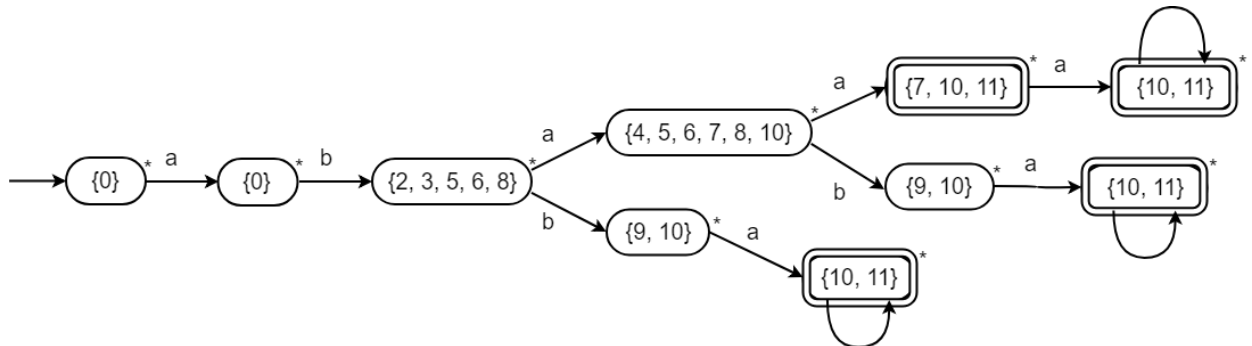 {0}
*
a
{0}
*
b
{2, 3, 5, 6, 8}
*
a
{4, 5, 6, 7, 8, 10}
*
a
{7, 10, 11}
*
a
{10, 11}
*
b
{9, 10}
*
a
{10, 11}
*
b
{9, 10}
*
a
{10, 11}
*